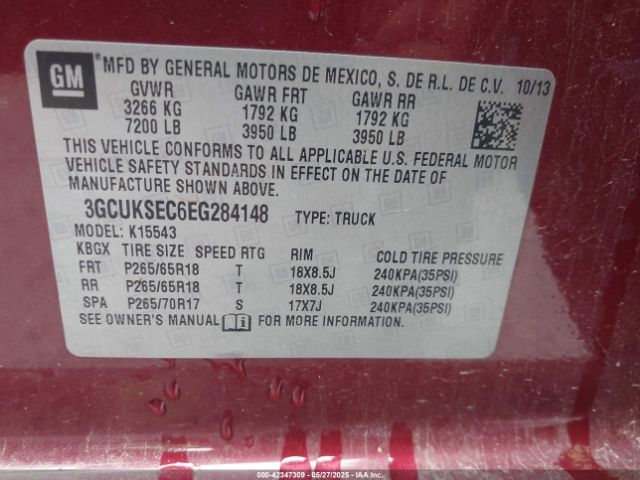 GM MFD BY GENERAL MOTORS DE MEXICO, S. DE R.L. DE C.V. 10/13
GVWR GAWR FRT GAWR RR
3266 KG 1792 KG 1792 KG
7200 LB 3950 LB 3950 LB
THIS VEHICLE CONFORMS TO ALL APPLICABLE U.S. FEDERAL MOTOR
VEHICLE SAFETY STANDARDS IN EFFECT ON THE DATE OF
MANUFACTURE SHOWN ABOVE.
3GCUKSEC6EG284148 TYPE: TRUCK
MODEL: K15543
KBGX TIRE SIZE SPEED RTG RIM COLD TIRE PRESSURE
FRT P265/65R18 T 18X8.5J 240KPA(35PSI)
RR P265/65R18 T 18X8.5J 240KPA(35PSI)
SPA P265/70R17 S 17X7J 240KPA(35PSI)
SEE OWNER'S MANUAL FOR MORE INFORMATION.
000-42347309 - 05/27/2025 - IAAI